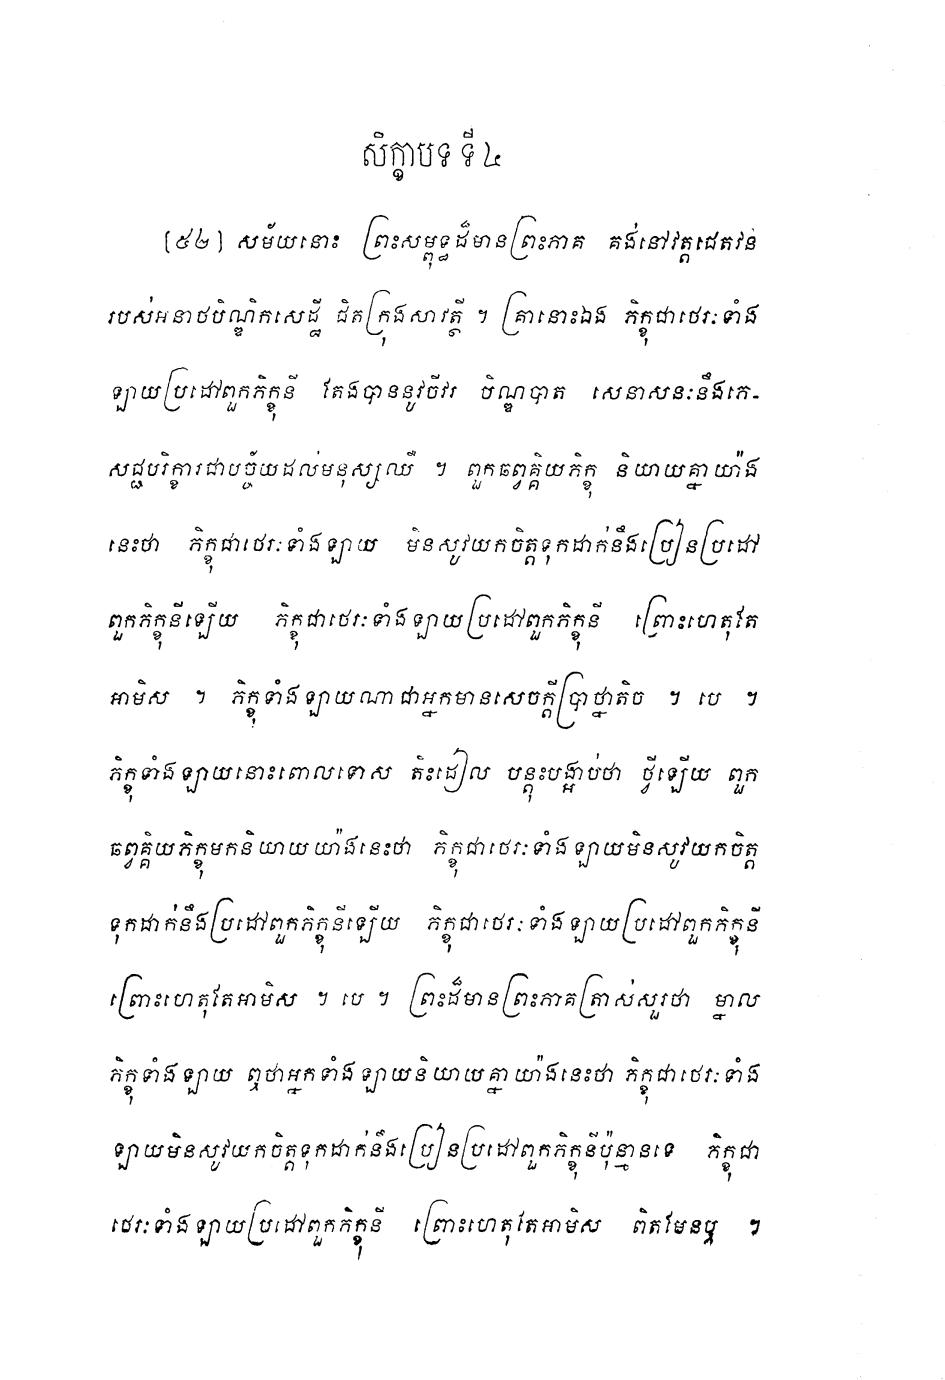 សិក្ខាបទ ទី ៤
[៥២] សម័យនោះ ព្រះសម្ពុទ្ធដ៏មានព្រះភាគ គង់នៅវត្តជេតវន
របស់អនាថបិណ្ឌិកសេដ្ឋី ជិតក្រុងសាវត្ថី ។ គ្រានោះឯង ភិក្ខុជាថេរៈទាំង
ឡាយប្រដៅពួកភិក្ខុនី តែងបាននូវចីវរ បិណ្ឌបាត សេនាសនៈនឹងភេ-
សជ្ជបរិក្ខារជាបច្ច័យដល់មនុស្សឈឺ ។ ពួកឆព្វគ្គិយភិក្ខុ និយាយគ្នាយ៉ាង
នេះថា ភិក្ខុជាថេរៈទាំងឡាយ មិនសូវយកចិត្តទុកដាក់នឹងប្រៀនប្រដៅ
ពួកភិក្ខុនីឡើយ ភិក្ខុជាថេរៈទាំងឡាយប្រដៅពួកភិក្ខុនី ព្រោះហេតុតែ
អាមិស ។ ភិក្ខុទាំងឡាយណាជាអ្នកមានសេចក្តីប្រាថ្នាតិច ។ បេ ។
ភិក្ខុទាំងឡាយនោះពោលទោស តិះដៀល បន្តុះបង្អាប់ថា ថ្វីឡើយ ពួក
ឆព្វគ្គិយភិក្ខុមកនិយាយយ៉ាងនេះថា ភិក្ខុជាថេរៈទាំងឡាយមិនសូវយកចិត្ត
ទុកដាក់នឹងប្រដៅពួកភិក្ខុនីឡើយ ភិក្ខុជាថេរៈទាំងឡាយប្រដៅពួកភិក្ខុនី
ព្រោះហេតុតែអាមិស ។ បេ ។ ព្រះដ៏មានព្រះភាគត្រាស់សួរថា ម្នាល
ភិក្ខុទាំងឡាយ ឮថាអ្នកទាំងឡាយនិយាយគ្នាយ៉ាងនេះថា ភិក្ខុជាថេរៈទាំង
ឡាយមិនសូវយកចិត្តទុកដាក់នឹងប្រៀនប្រដៅពួកភិក្ខុនីប៉ុន្មានទេ ភិក្ខុជា
ថេរៈទាំងឡាយប្រដៅពួកភិក្ខុនី ព្រោះហេតុតែអាមិស ពិតមែនឬ ។